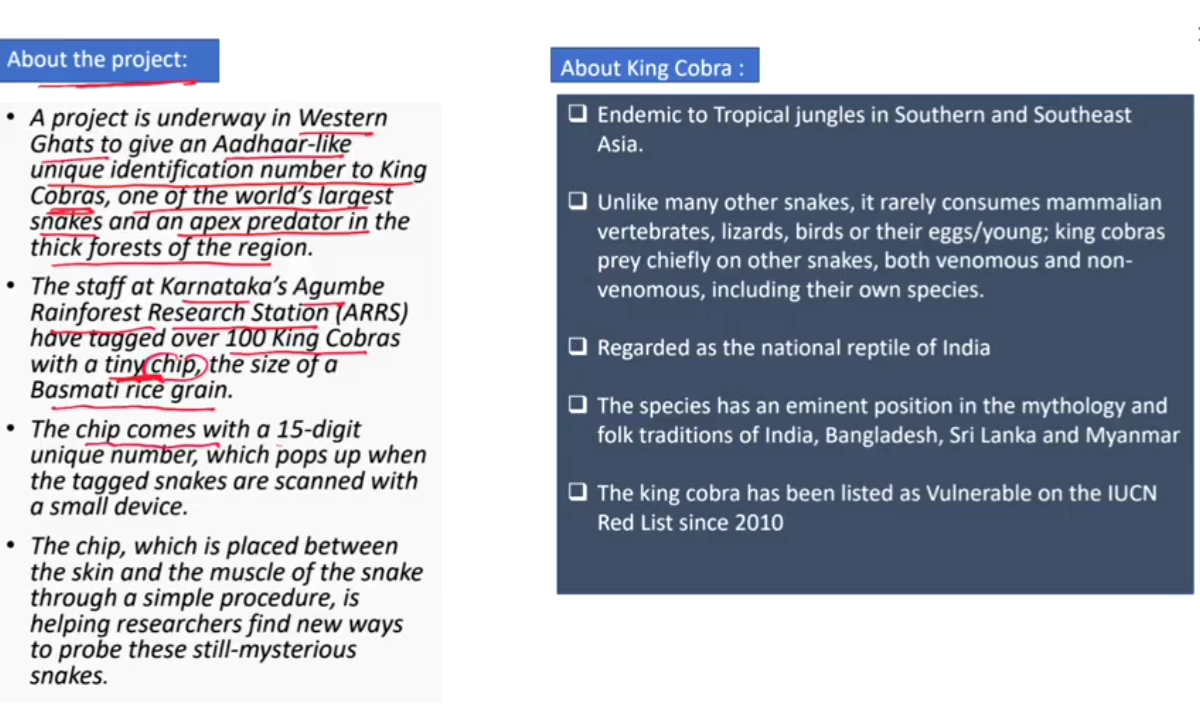 About the project:
• A project is underway in Western
Ghats to give an Aadhaar-like
unique identification number to King
Cobras, one of the world's largest
snakes and an apex predator in the
thick forests of the region.
• The staff at Karnataka's Agumbe
Rainforest Research Station (ARRS)
have tagged over 100 King Cobras
with a tiny chip, the size of a
Basmati rice grain.
• The chip comes with a 15-digit
unique number, which pops up when
the tagged snakes are scanned with
a small device.
• The chip, which is placed between
the skin and the muscle of the snake
through a simple procedure, is
helping researchers find new ways
to probe these still-mysterious
snakes.
About King Cobra :
❑ Endemic to Tropical jungles in Southern and Southeast
Asia.
❑ Unlike many other snakes, it rarely consumes mammalian
vertebrates, lizards, birds or their eggs/young; king cobras
prey chiefly on other snakes, both venomous and non-
venomous, including their own species.
❑ Regarded as the national reptile of India
❑ The species has an eminent position in the mythology and
folk traditions of India, Bangladesh, Sri Lanka and Myanmar
❑ The king cobra has been listed as Vulnerable on the IUCN
Red List since 2010